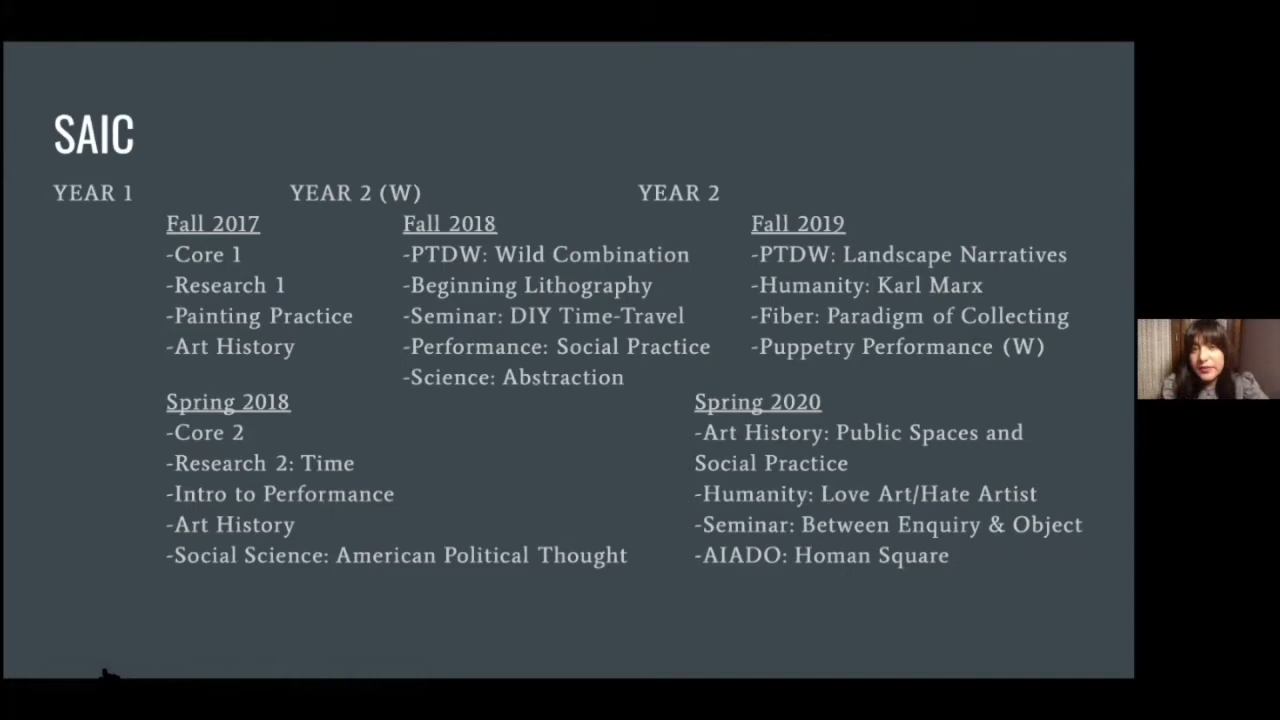 SAIC
YEAR 1
Fall 2017
-Core 1
-Research 1
-Painting Practice
-Art History
Spring 2018
-Core 2
-Research 2: Time
-Intro to Performance
-Art History
-Social Science: American Political Thought
YEAR 2 (W)
Fall 2018
-PTDW: Wild Combination
-Beginning Lithography
-Seminar: DIY Time-Travel
-Performance: Social Practice
-Science: Abstraction
YEAR 2
Fall 2019
-PTDW: Landscape Narratives
-Humanity: Karl Marx
-Fiber: Paradigm of Collecting
-Puppetry Performance (W)
Spring 2020
-Art History: Public Spaces and
Social Practice
-Humanity: Love Art/Hate Artist
-Seminar: Between Enquiry & Object
-AIADO: Homan Square